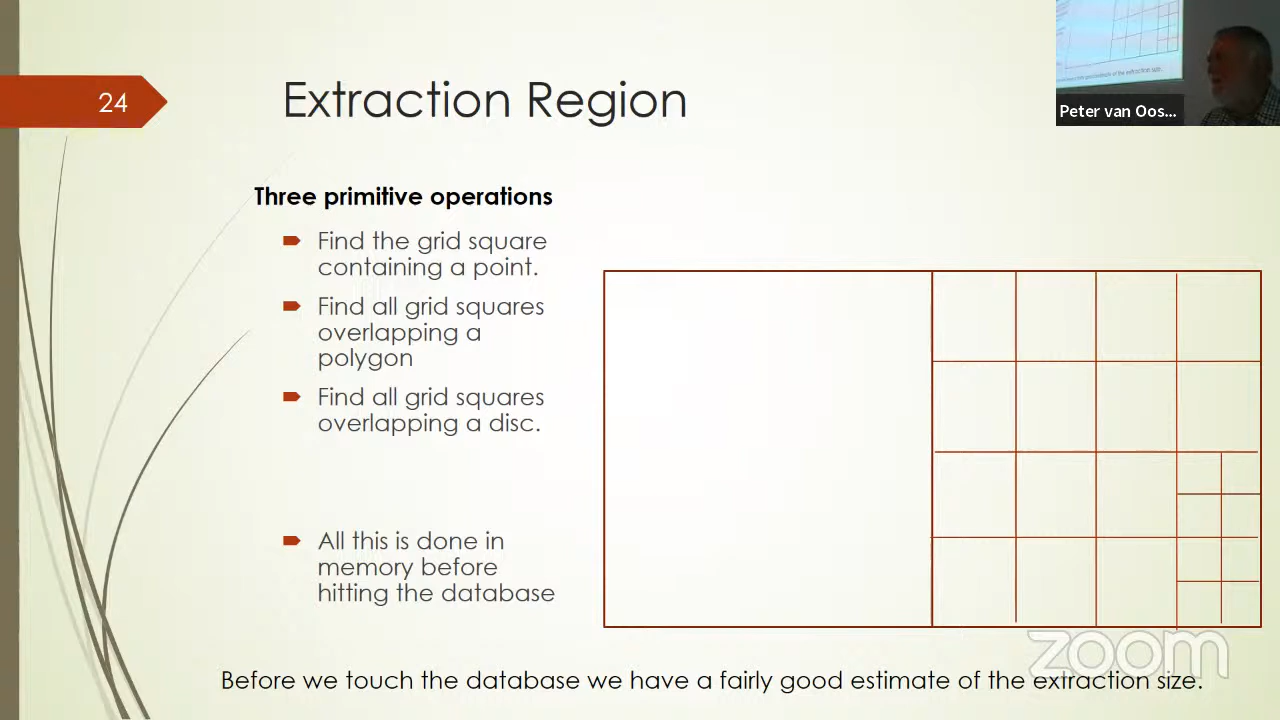 24
Extraction Region
Peter van Oos...
Three primitive operations
Find the grid square
containing a point.
Find all grid squares
overlapping a
polygon
Find all grid squares
overlapping a disc.
All this is done in
memory before
hitting the database
zoom
Before we touch the database we have a fairly good estimate of the extraction size.